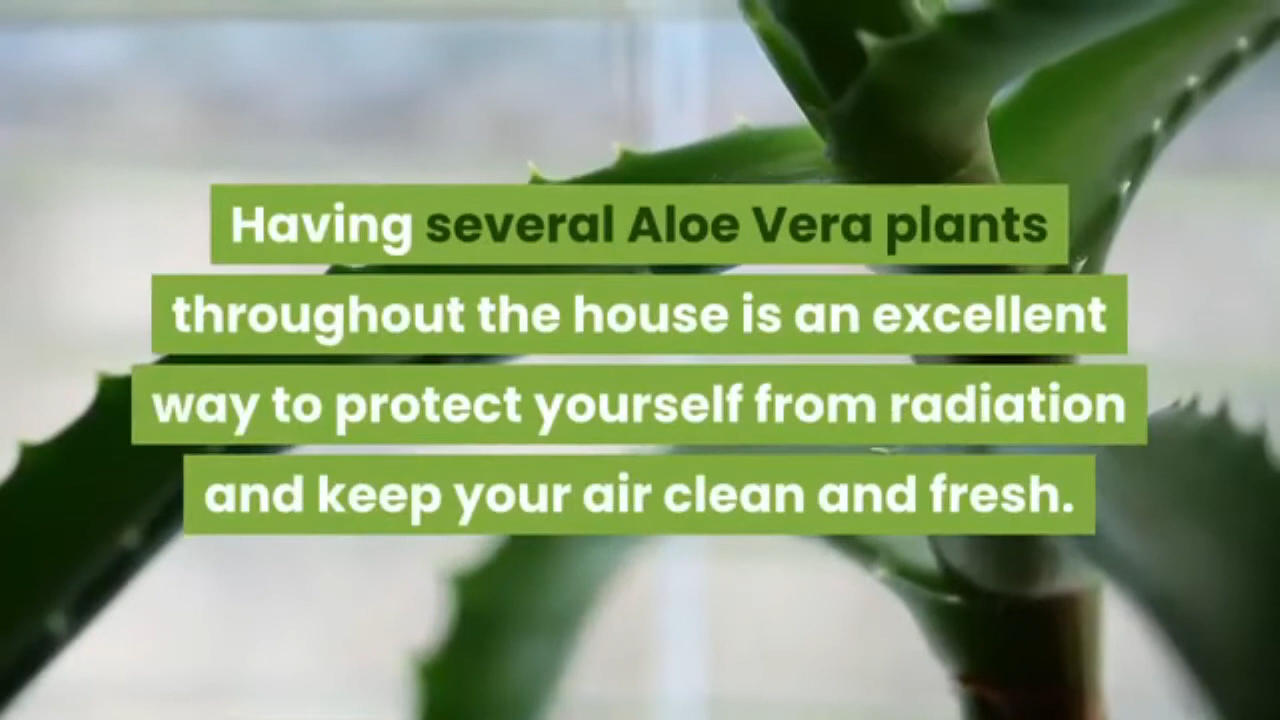 Having several Aloe Vera plants
throughout the house is an excellent
way to protect yourself from radiation
and keep your air clean and fresh.